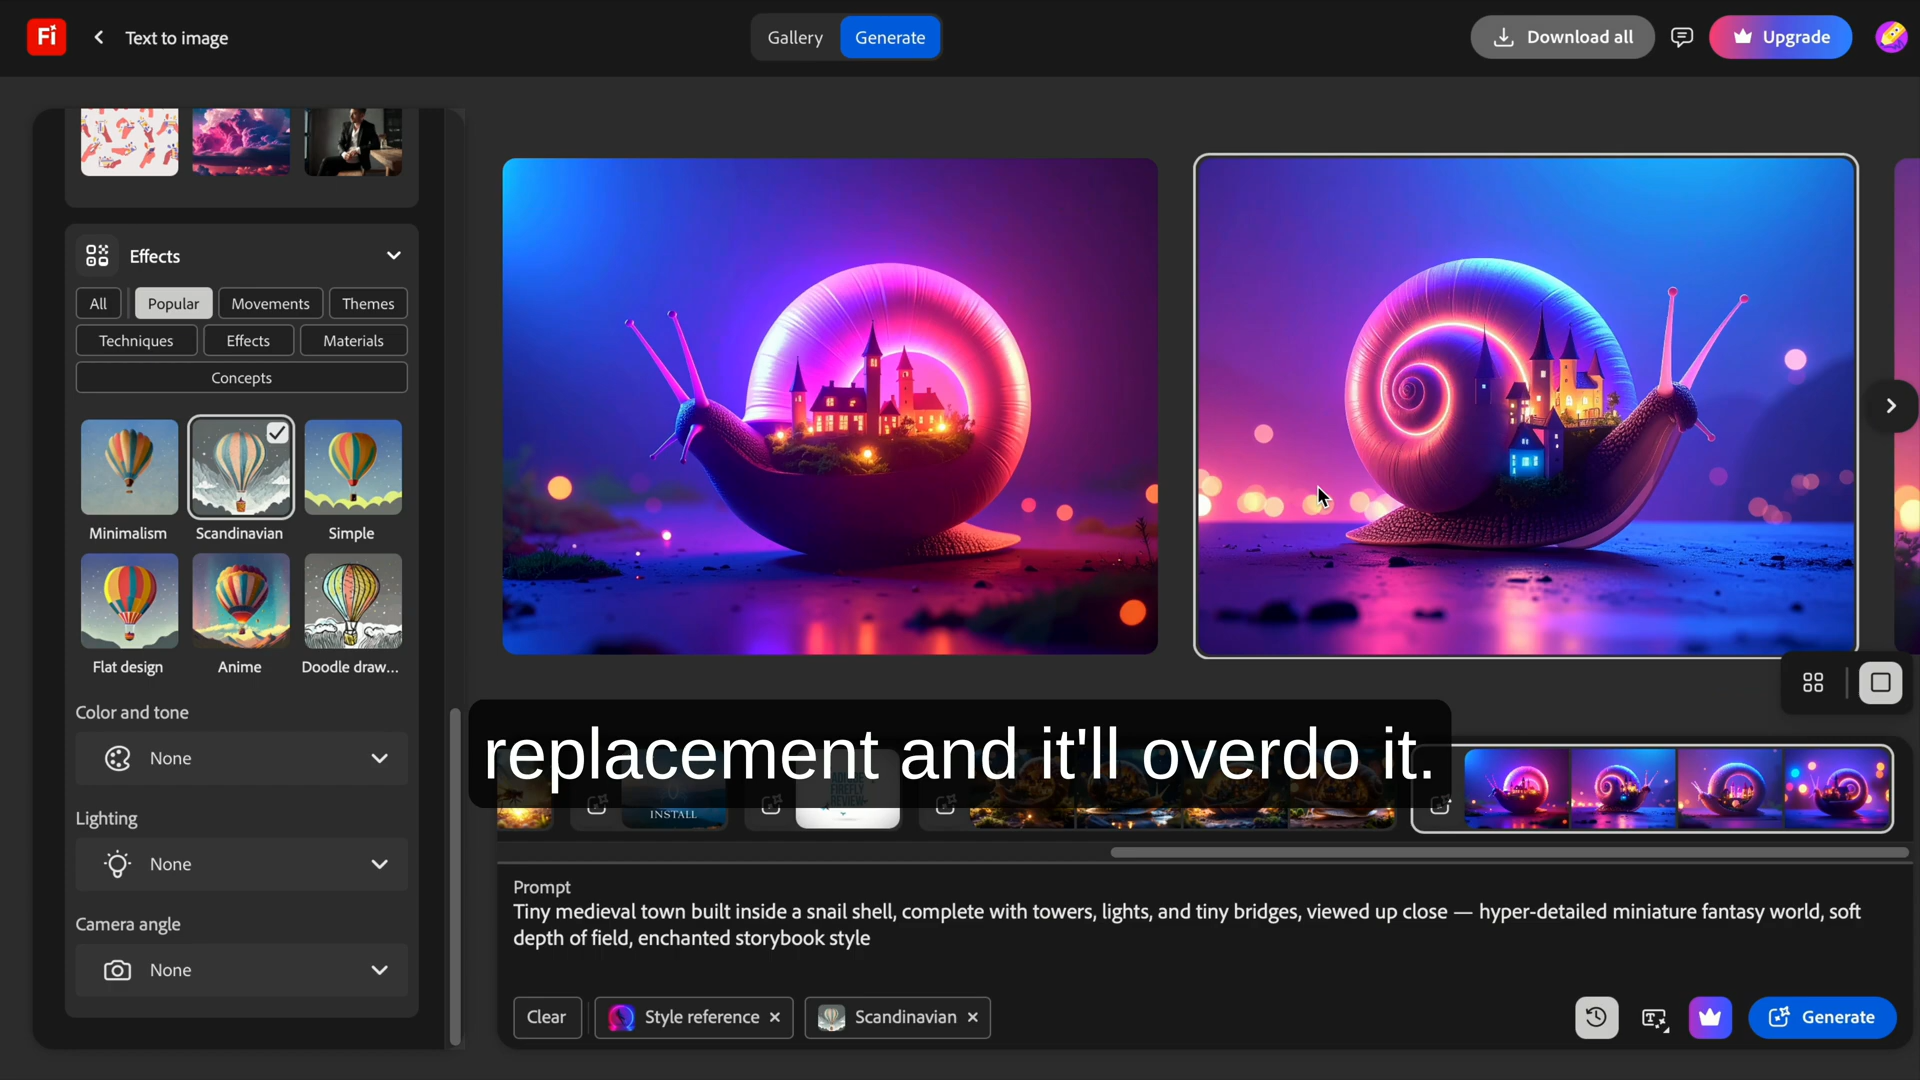 Fi
Text to image
Gallery
Generate
Download all
Upgrade
Effects
All
Popular
Movements
Themes
Techniques
Effects
Materials
Concepts
Minimalism
Scandinavian
Simple
Flat design
Anime
Doodle draw...
Color and tone
None
Lighting
None
Camera angle
None
replacement and it'll overdo it.
INSTALL
FIREFLY
REVIEW
Prompt
Tiny medieval town built inside a snail shell, complete with towers, lights, and tiny bridges, viewed up close — hyper-detailed miniature fantasy world, soft
depth of field, enchanted storybook style
Clear
Style reference
Scandinavian
Generate